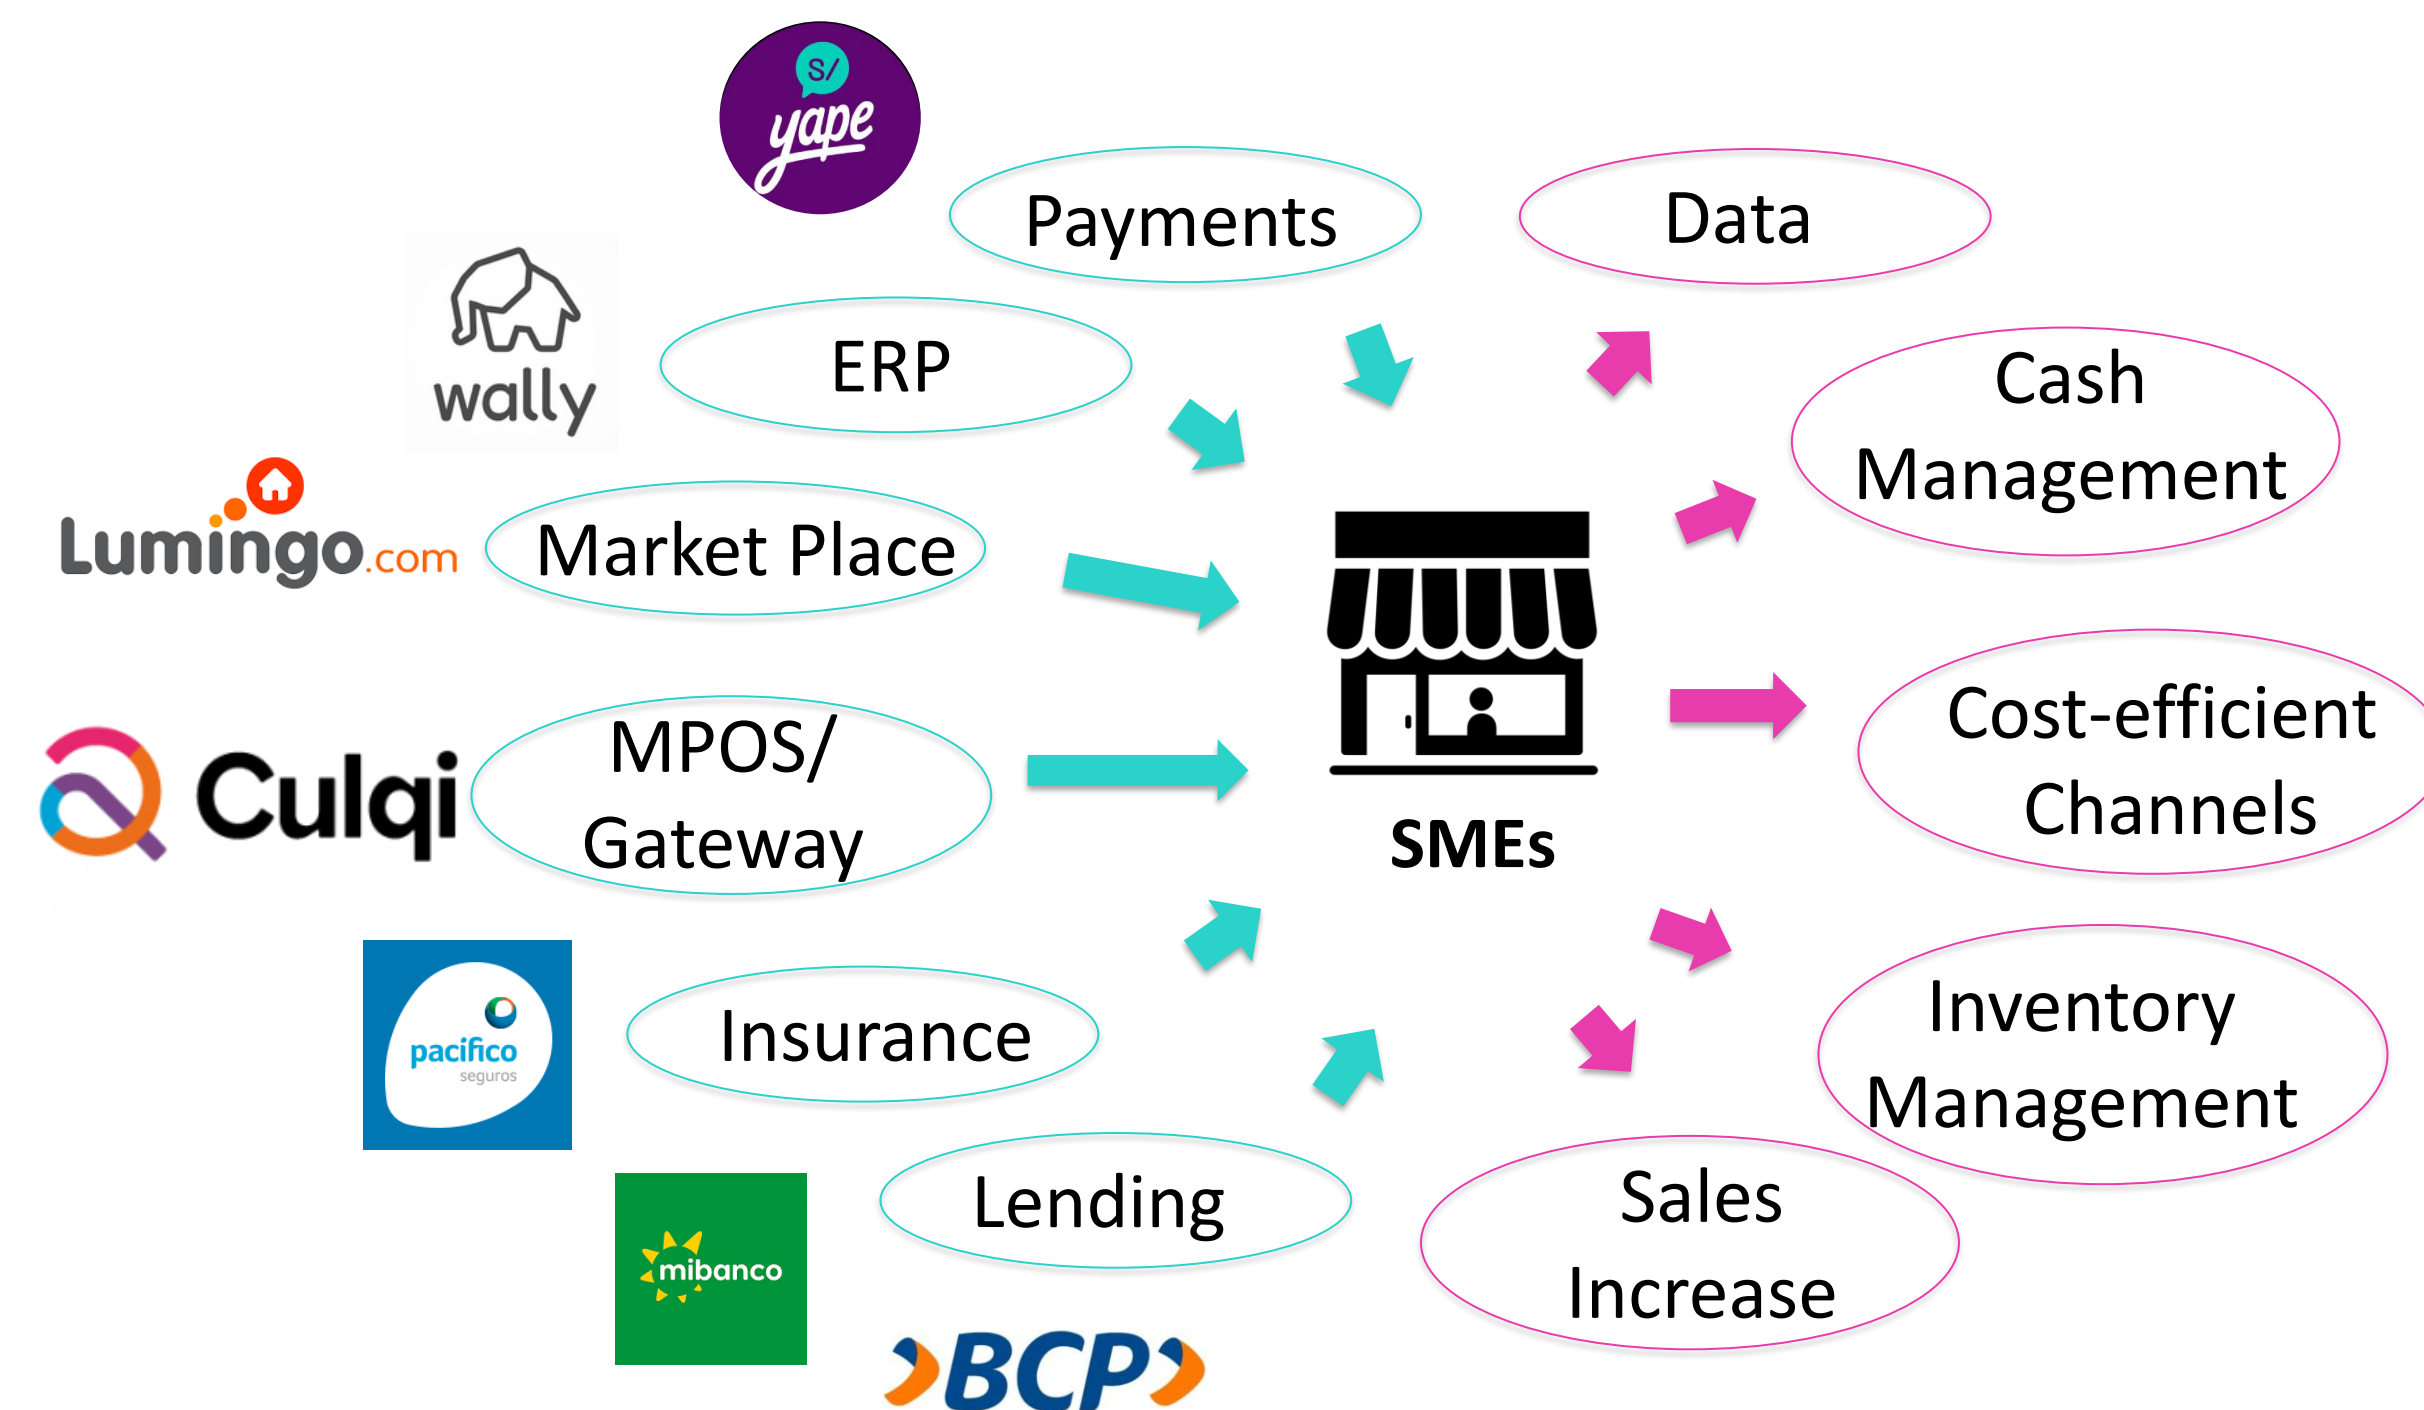 S/
yape
Payments
Data
wally
ERP
Cash
Management
Lumingo.com
Market Place
Culqi
MPOS/
Gateway
SMEs
Cost-efficient
Channels
pacifico
seguros
Insurance
Inventory
Management
mibanco
Lending
Sales
Increase
BCP